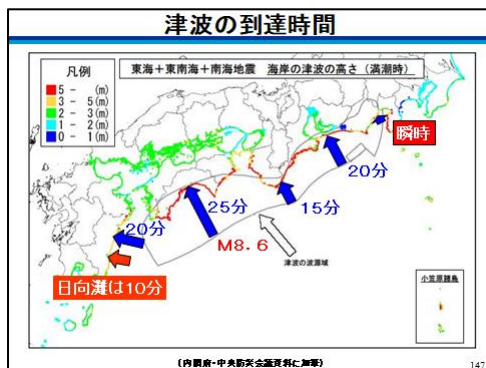 津波の到達時間
凡例
5 - (m)
3 - 5(m)
2 - 3(m)
1 - 2(m)
0 - 1(m)
東海+東南海+南海地震 海岸の津波の高さ(満潮時)
瞬時
20分
15分
25分
M8.6
20分
日向灘は10分
津波の波源域
小笠原諸島
(内閣府・中央防災会議資料に加筆)
147